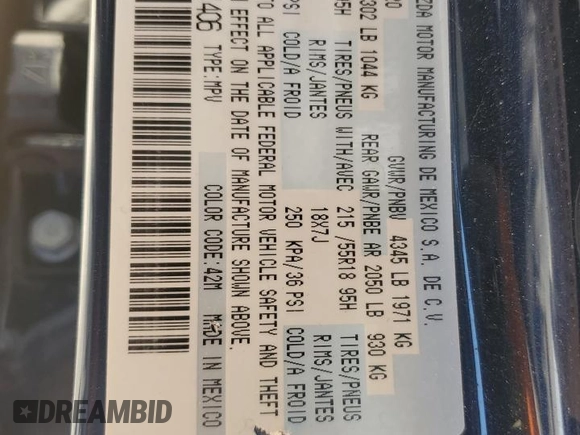 ZDA MOTOR MANUFACTURING DE MEXICO S.A. DE C.V.
GVWR/PNBV 4345 LB 1971 KG
302 LB 1044 KG REAR GAWR/PNBE AR 2050 LB 930 KG
95H TIRES/PNEUS WITH/AVEC 215 /55R18 95H TIRES/PNEUS
RIMS/JANTES 18X7J RIMS/JANTES
PSI COLD/A FROID 250 KPA/36 PSI COLD/A FROID
TO ALL APPLICABLE FEDERAL MOTOR VEHICLE SAFETY AND THEFT
N EFFECT ON THE DATE OF MANUFACTURE SHOWN ABOVE.
406 TYPE:MPV COLOR CODE:42M MADE IN MEXICO
DREAMBID